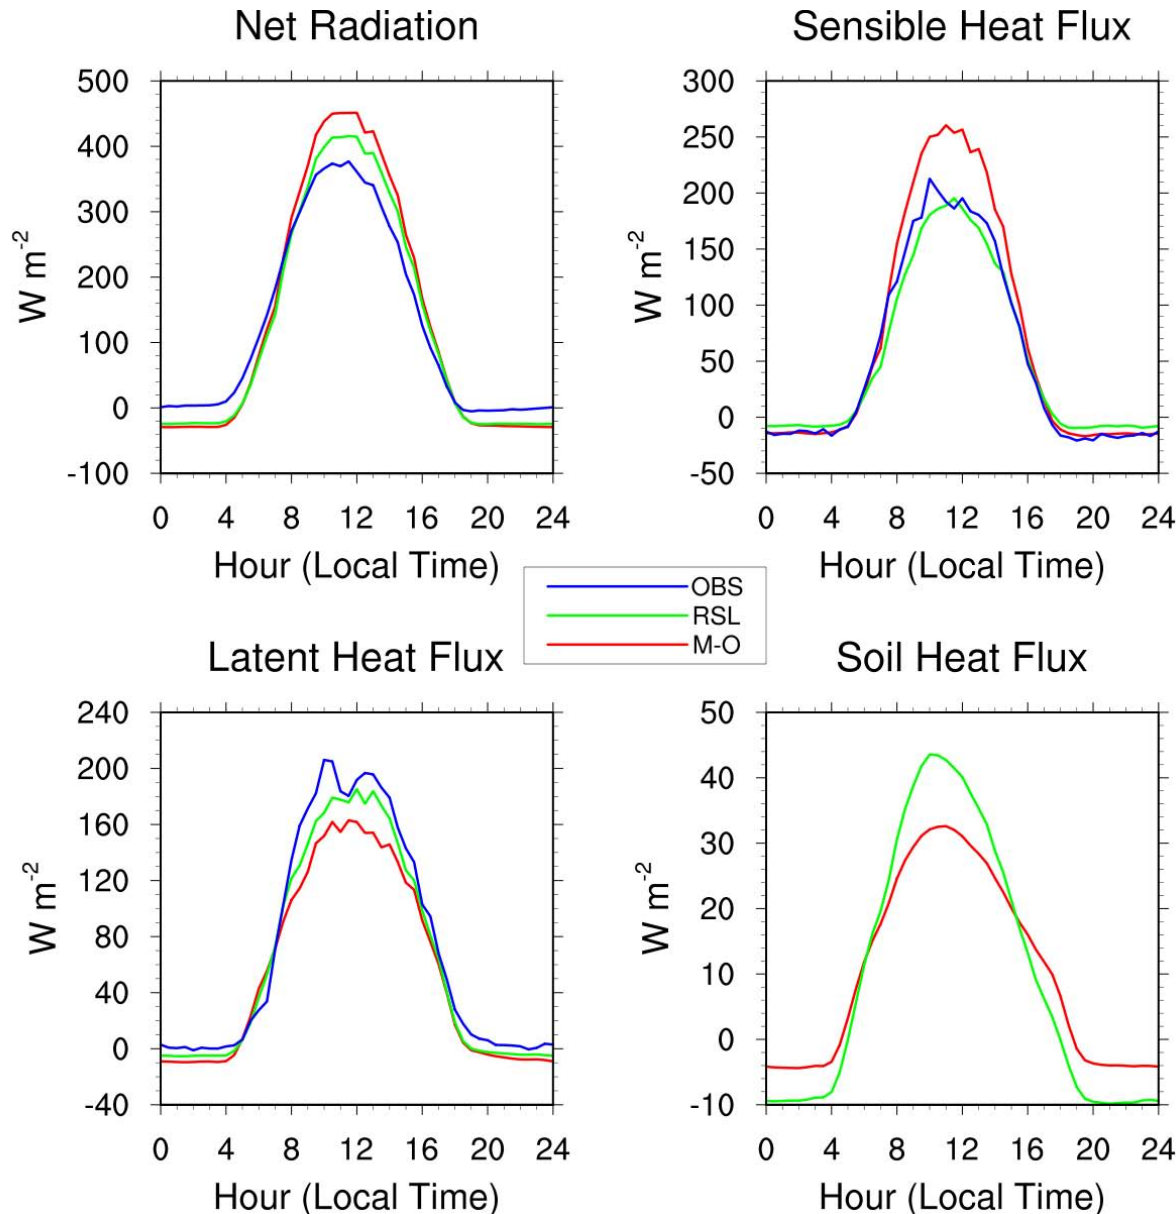 Net Radiation
Sensible Heat Flux
500
400
300
200
100
0
-100
W m-2
0 4 8 12 16 20 24
Hour (Local Time)
300
250
200
150
100
50
0
-50
W m-2
0 4 8 12 16 20 24
Hour (Local Time)
OBS
RSL
M-O
Latent Heat Flux
Soil Heat Flux
240
200
160
120
80
40
0
-40
W m-2
0 4 8 12 16 20 24
Hour (Local Time)
50
40
30
20
10
0
-10
W m-2
0 4 8 12 16 20 24
Hour (Local Time)